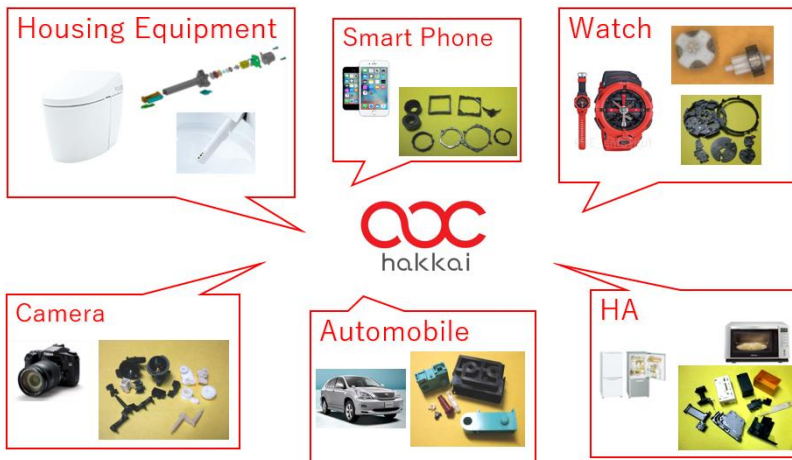 Housing Equipment
Smart Phone
Watch
hakkai
Camera
Automobile
HA